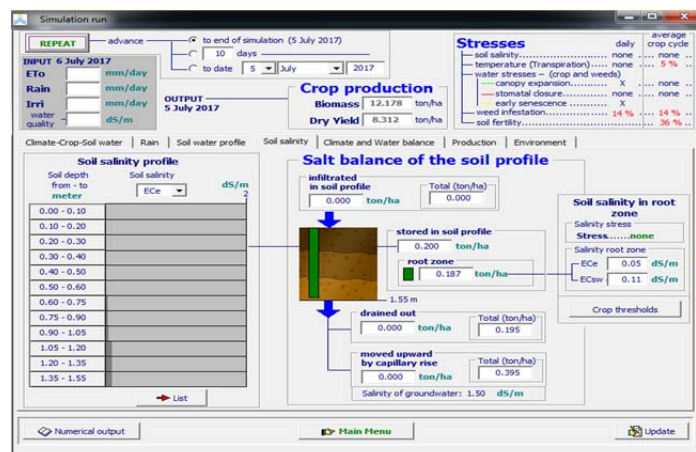 Simulation run
REPEAT
advance
to end of simulation (5 July 2017)
10 days
to date 5 July 2017
INPUT 6 July 2017
ETo mm/day
Rain mm/day
Irri mm/day
water quality dS/m
OUTPUT
5 July 2017
Crop production
Biomass 12.178 ton/ha
Dry Yield 8.312 ton/ha
Stresses daily average crop cycle
soil salinity none none
temperature (Transpiration) none 5 %
water stresses - (crop and weeds)
canopy expansion X
stomatal closure none none
early senescence X
weed infestation 14 % 14 %
soil fertility 36 %
Climate-Crop-Soil water | Rain | Soil water profile | Soil salinity | Climate and Water balance | Production | Environment
Soil salinity profile
Soil depth from - to meter
Soil salinity
ECe dS/m
2
0.00 - 0.10
0.10 - 0.20
0.20 - 0.30
0.30 - 0.40
0.40 - 0.50
0.50 - 0.60
0.60 - 0.75
0.75 - 0.90
0.90 - 1.05
1.05 - 1.20
1.20 - 1.35
1.35 - 1.55
List
Salt balance of the soil profile
infiltrated in soil profile
0.000 ton/ha
Total (ton/ha)
0.000
stored in soil profile
0.200 ton/ha
root zone
0.187 ton/ha
1.55 m
drained out
0.000 ton/ha
Total (ton/ha)
0.195
moved upward by capillary rise
0.000 ton/ha
Total (ton/ha)
0.395
Salinity of groundwater: 1.50 dS/m
Soil salinity in root zone
Salinity stress
Stress......none
Salinity root zone
ECe 0.05 dS/m
ECsw 0.11 dS/m
Crop thresholds
Numerical output
Main Menu
Update